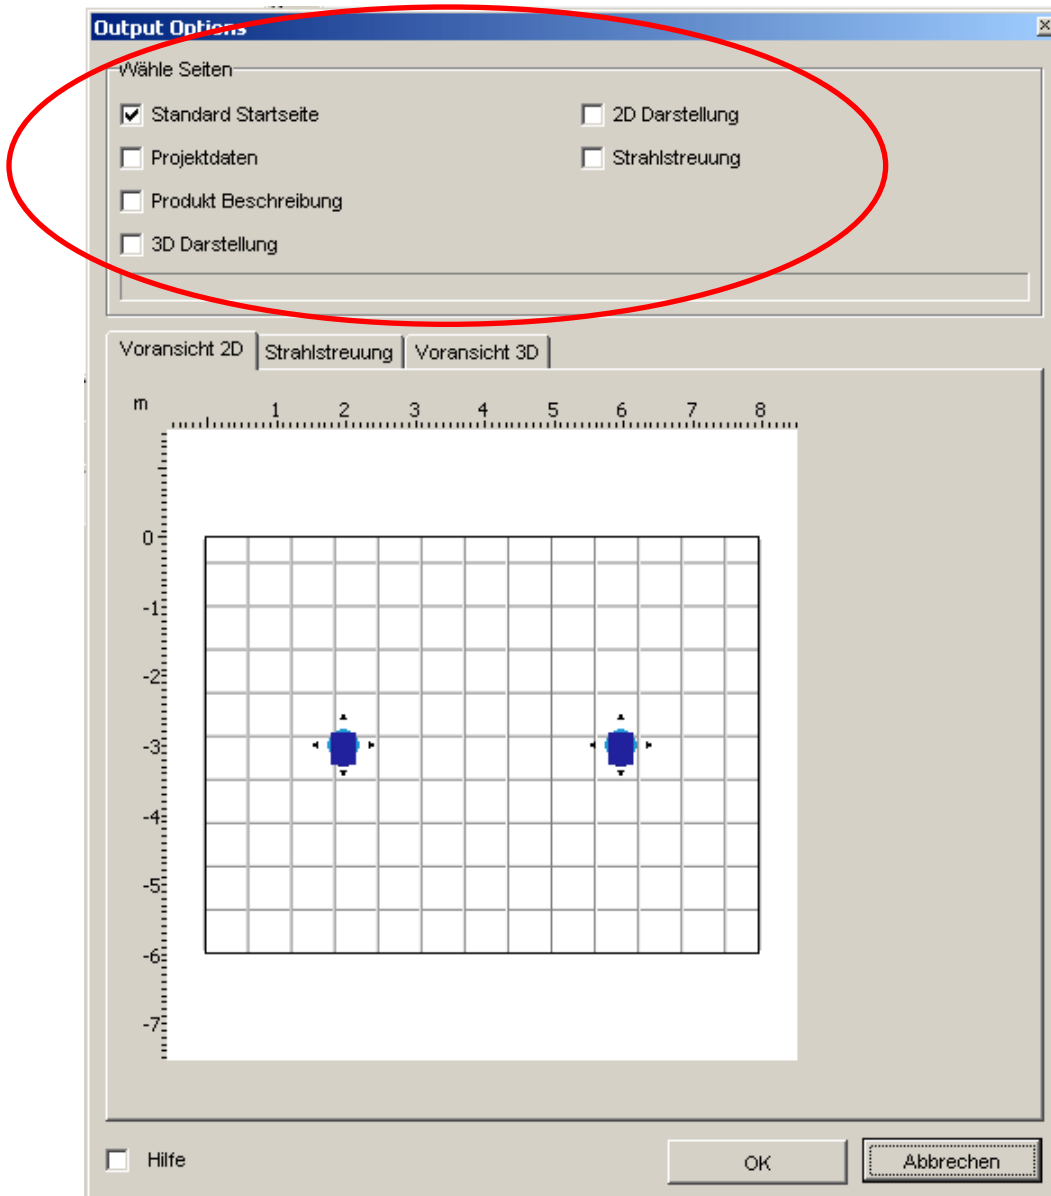 Output Options
Wähle Seiten
Standard Startseite
2D Darstellung
Projektdaten
Strahlstreuung
Produkt Beschreibung
3D Darstellung
Voransicht 2D
Strahlstreuung
Voransicht 3D
m
1 2 3 4 5 6 7 8
0
-1
-2
-3
-4
-5
-6
-7
Hilfe
OK
Abbrechen